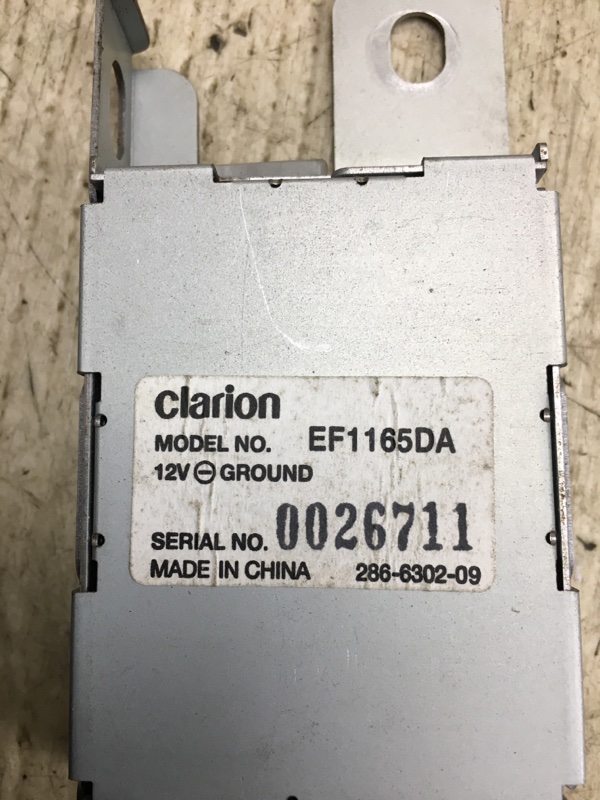 clarion
MODEL NO. EF1165DA
12V ⊖ GROUND
SERIAL NO. 0026711
MADE IN CHINA 286-6302-09